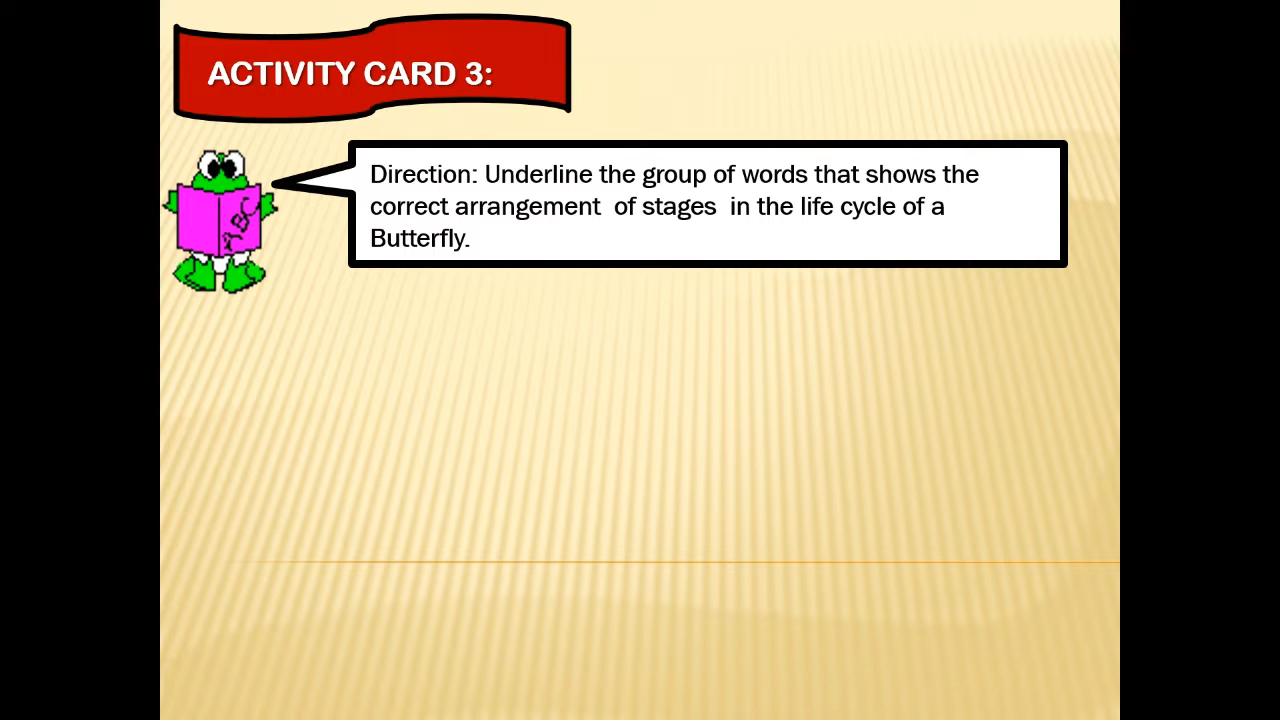 ACTIVITY CARD 3:
Direction: Underline the group of words that shows the
correct arrangement  of stages  in the life cycle of a
Butterfly.